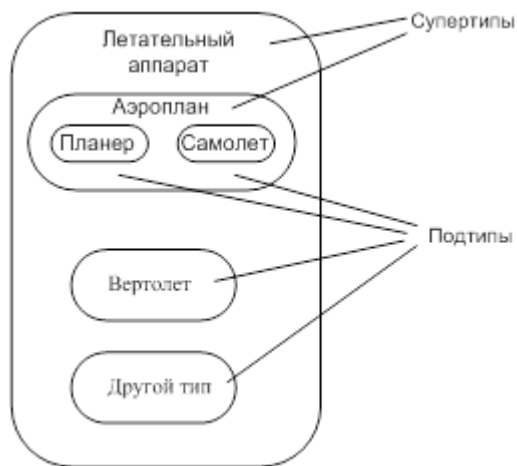 Летательный
аппарат
Супертипы
Аэроплан
Планер
Самолет
Подтипы
Вертолет
Другой тип